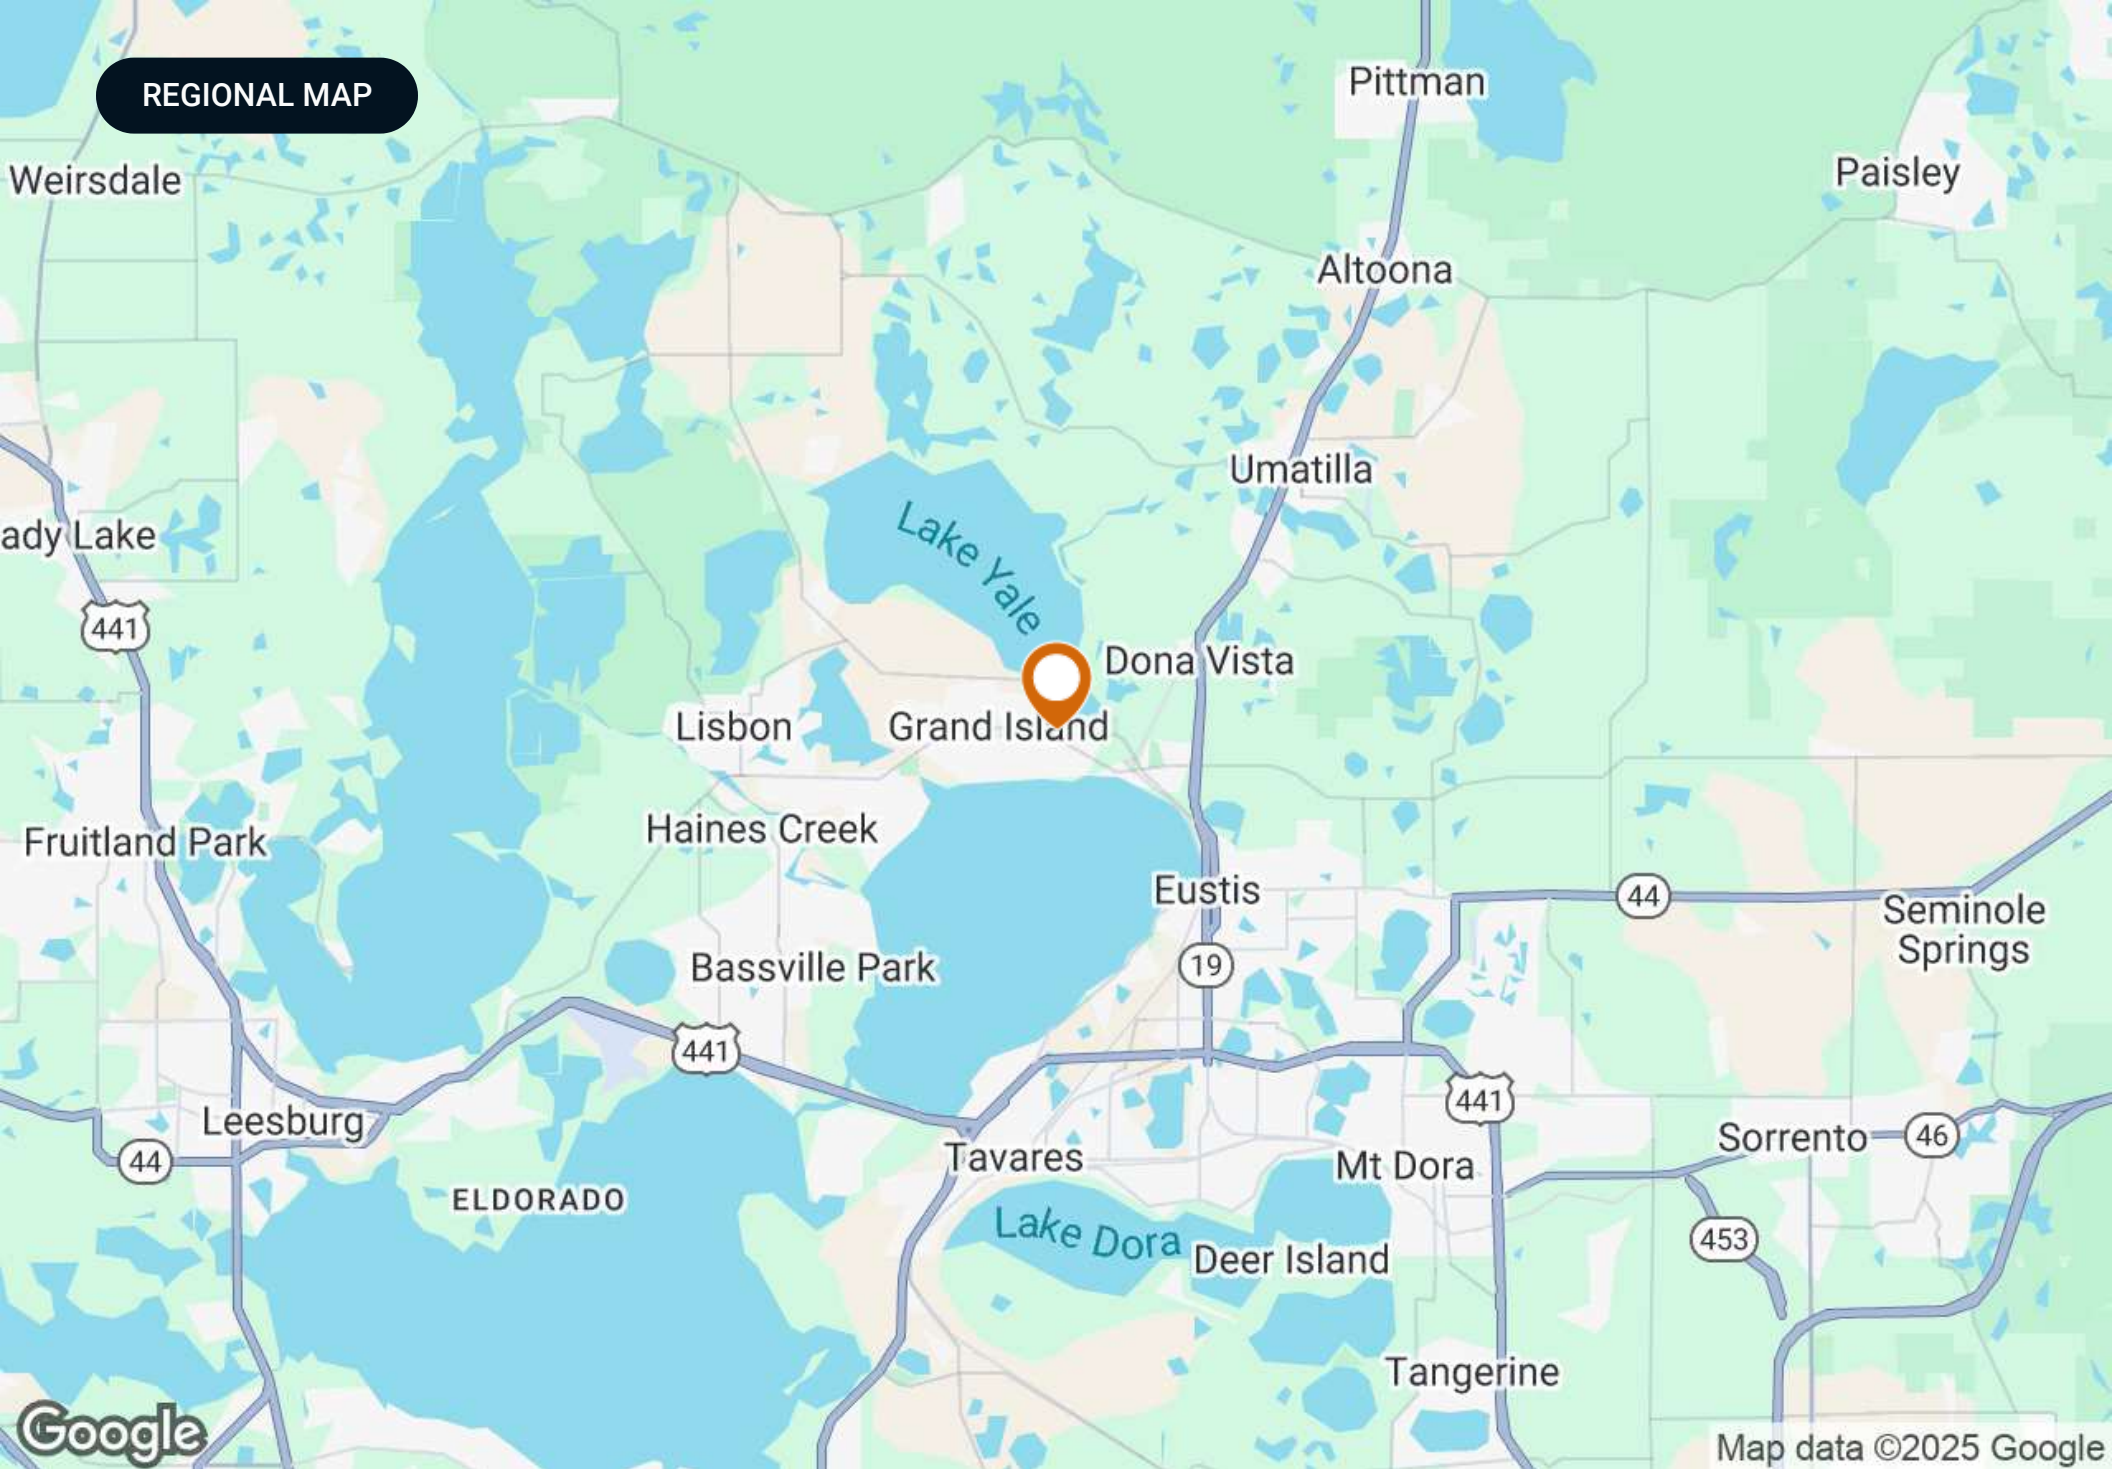 REGIONAL MAP
Pittman
Weirsdale
Paisley
Altoona
Umatilla
Lake Yale
ady Lake
441
Dona Vista
Lisbon
Grand Island
Haines Creek
Fruitland Park
Eustis
44
Seminole
Springs
Bassville Park
19
441
441
Leesburg
Sorrento
46
Tavares
Mt Dora
44
ELDORADO
Lake Dora
453
Deer Island
Tangerine
Google
Map data ©2025 Google